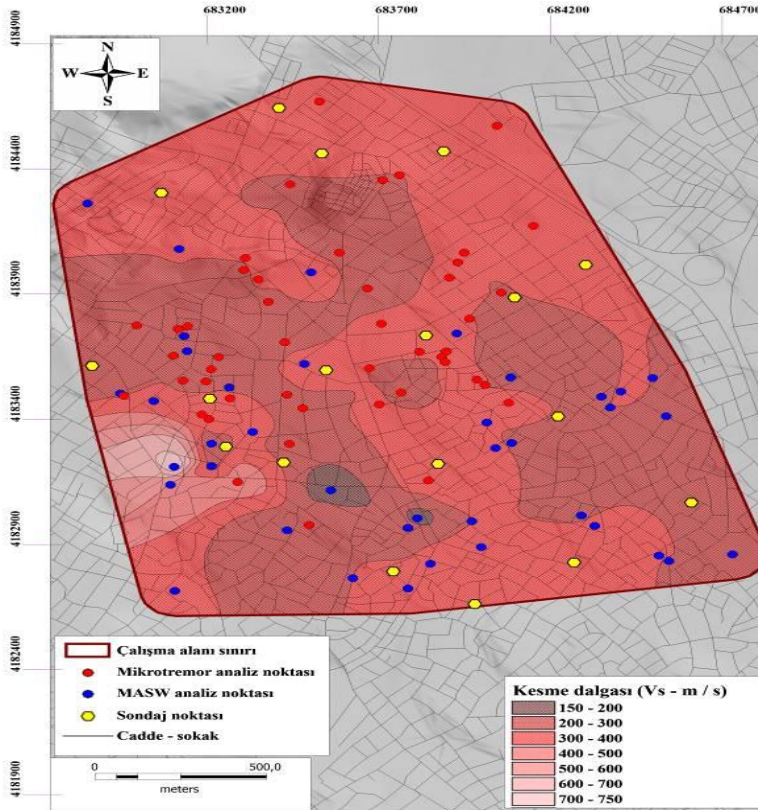 683200
683700
684200
684700
4184900
4184400
4183900
4183400
4182900
4182400
4181900
N
W
E
S
Çalışma alanı sınırı
Mikrotremor analiz noktası
MASW analiz noktası
Sondaj noktası
Cadde - sokak
0
500,0
meters
Kesme dalgası (Vs - m / s)
150 - 200
200 - 300
300 - 400
400 - 500
500 - 600
600 - 700
700 - 750